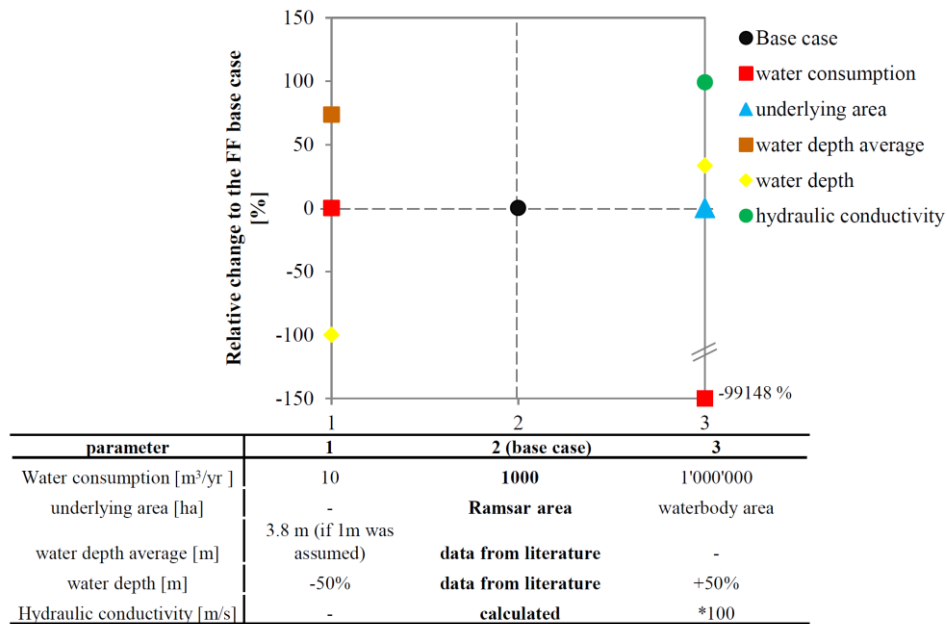 150
100
50
0
-50
-100
-150
Relative change to the FF base case
[%]
1
2
3
-99148 %
Base case
water consumption
underlying area
water depth average
water depth
hydraulic conductivity
parameter 1 2 (base case) 3
Water consumption [m³/yr ] 10 1000 1'000'000
underlying area [ha] - Ramsar area waterbody area
3.8 m (if 1m was
water depth average [m] assumed) data from literature -
water depth [m] -50% data from literature +50%
Hydraulic conductivity [m/s] - calculated *100